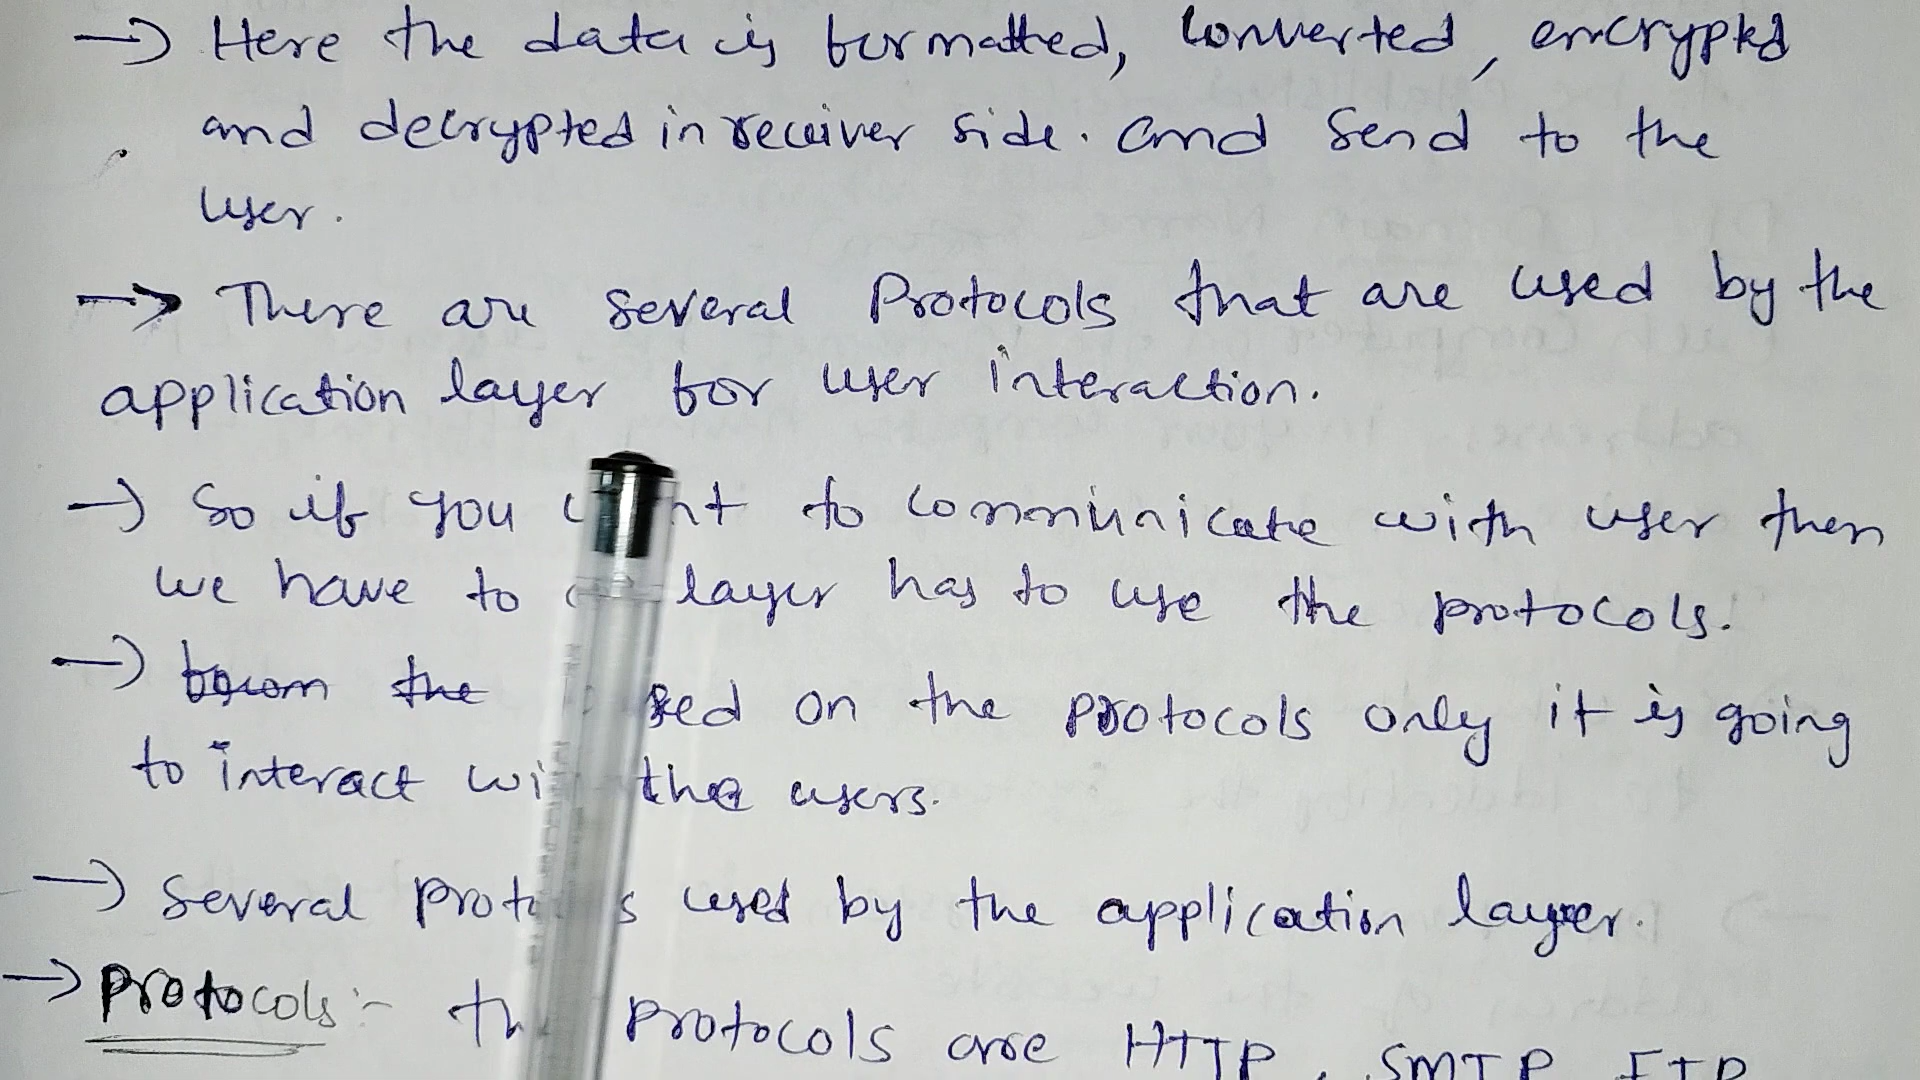 → Here the data is formatted, converted, encrypted
and decrypted in receiver side. and send to the
user.
→ There are several Protocols that are used by the
application layer for user interaction.
→ So if you to communicate with user then
we have to layer has to use the protocols.
→ the on the protocols only it is going
to interact the users.
→ Several used by the application layer.
→ Protocols:- protocols are HTTP, SMTP, FTP